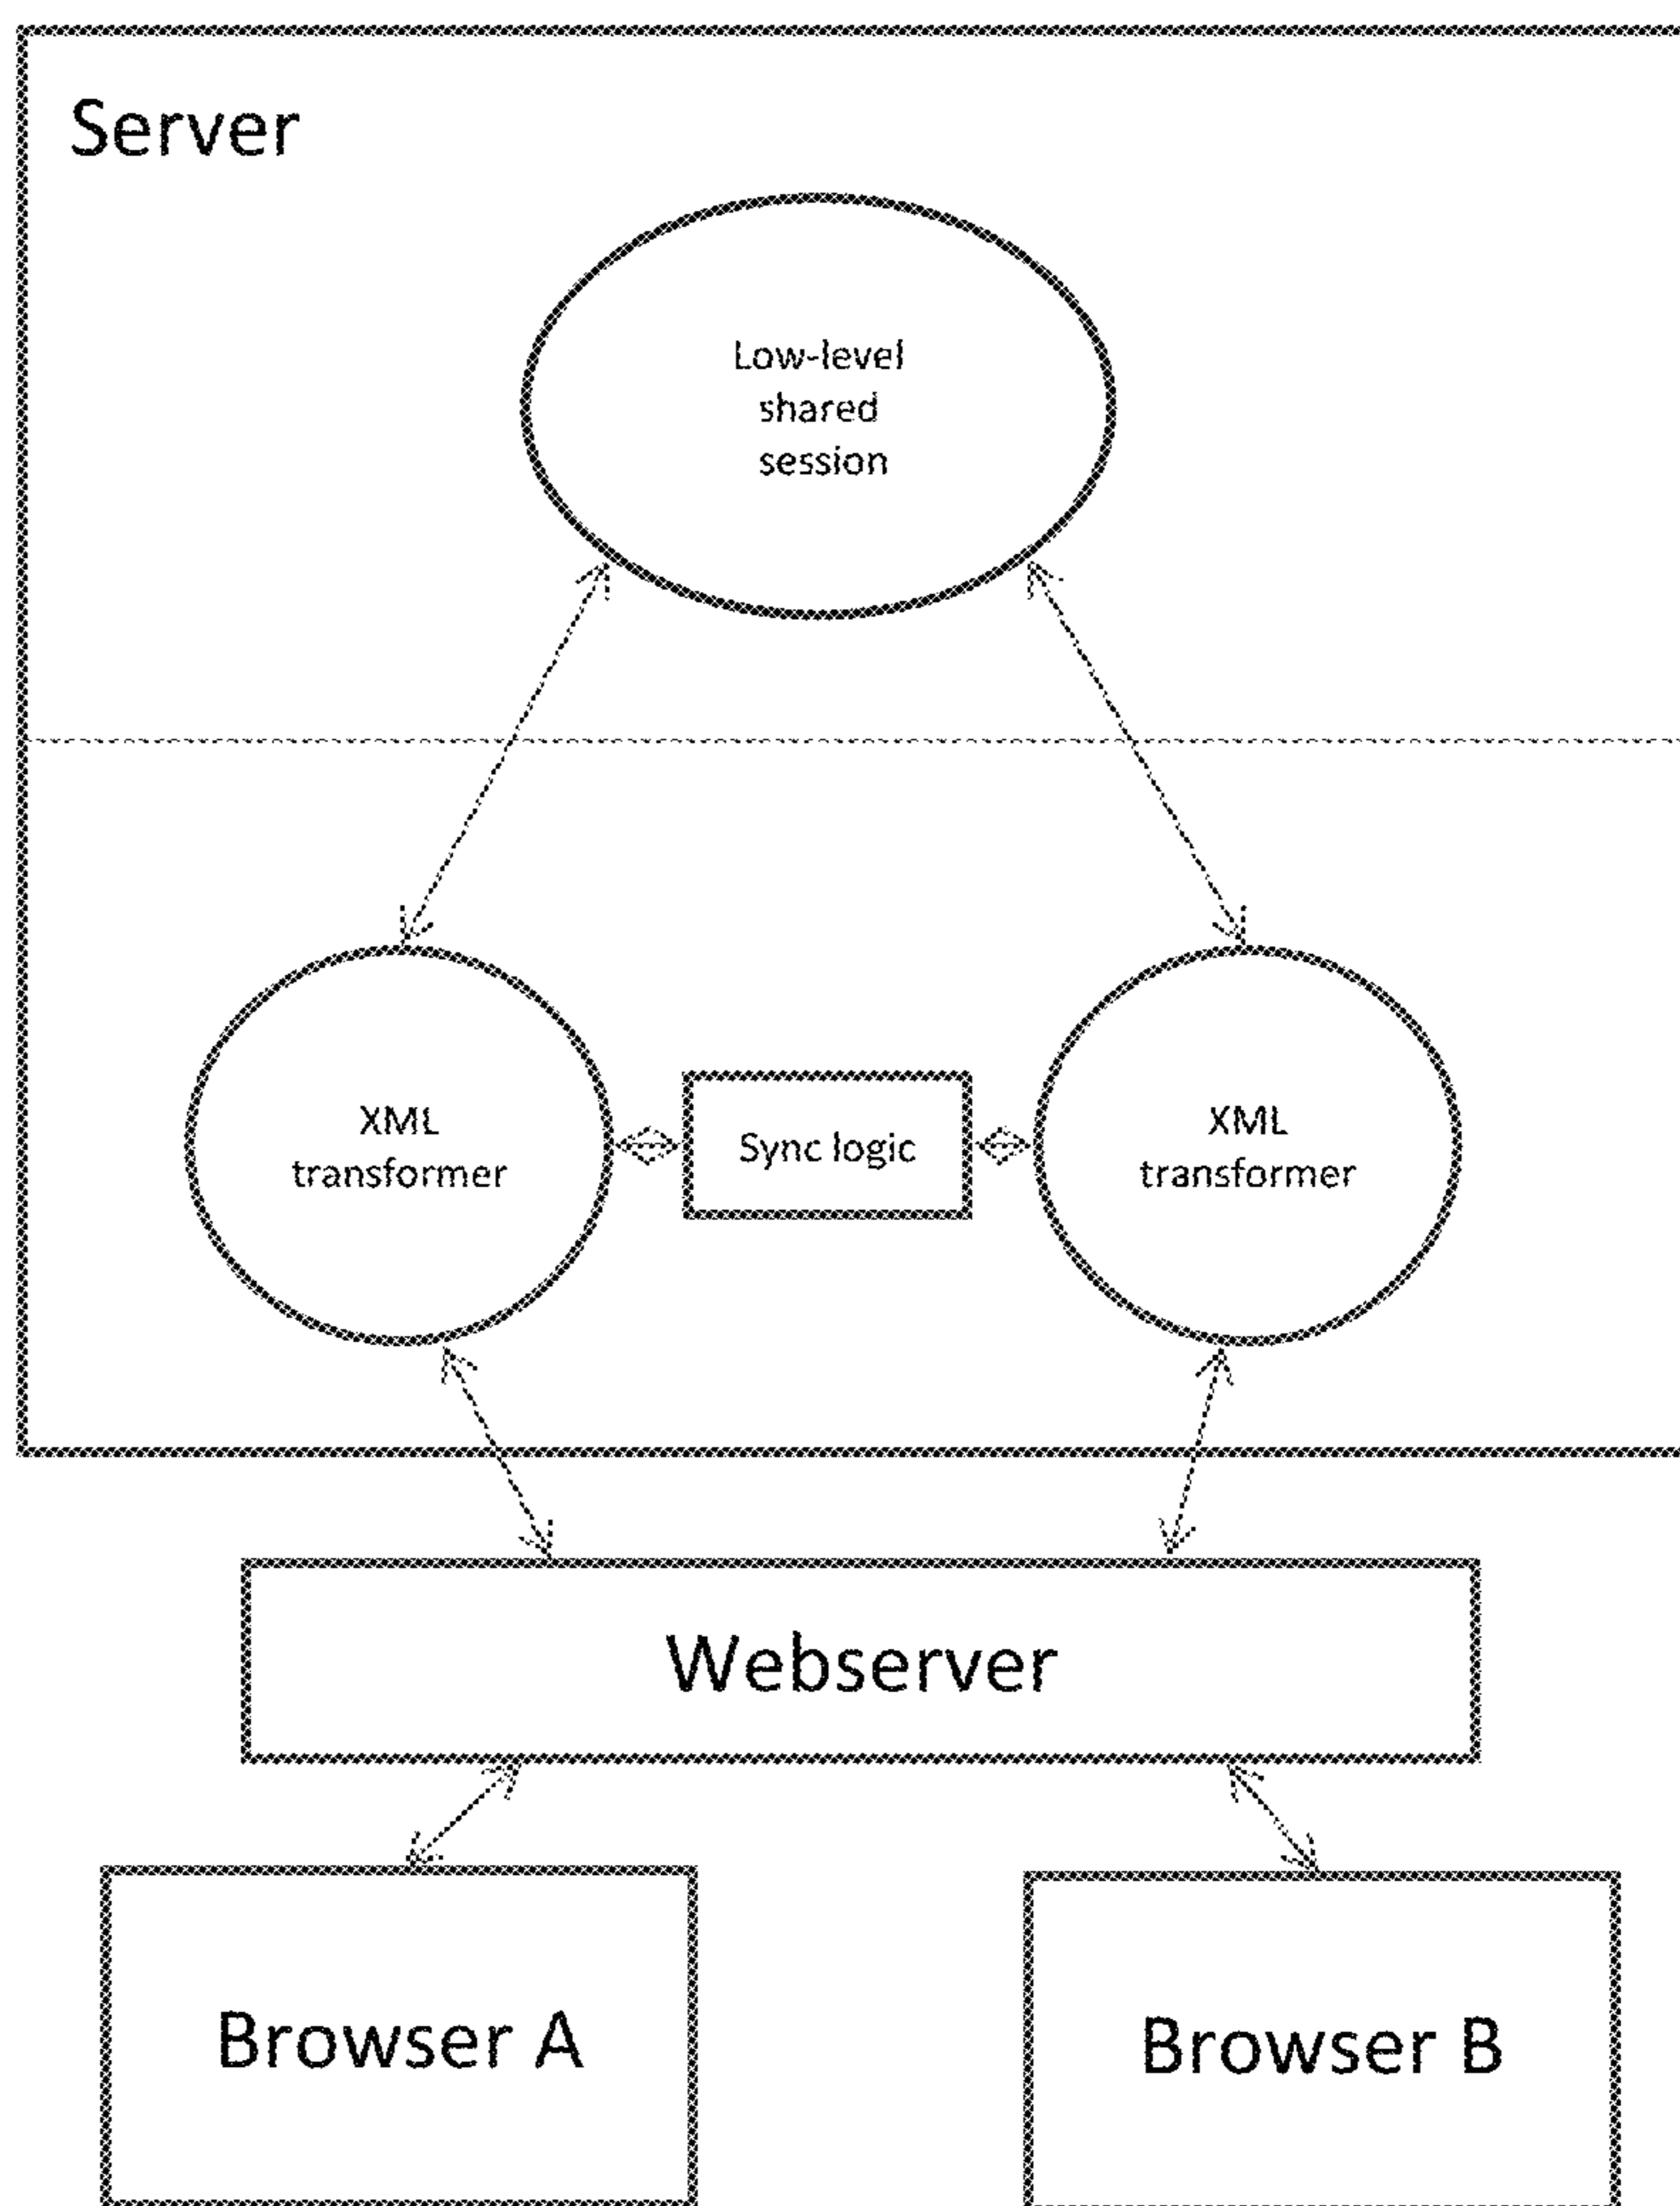 Server
Low-level
shared
session
XML
transformer
Sync logic
XML
transformer
Webserver
Browser A
Browser B